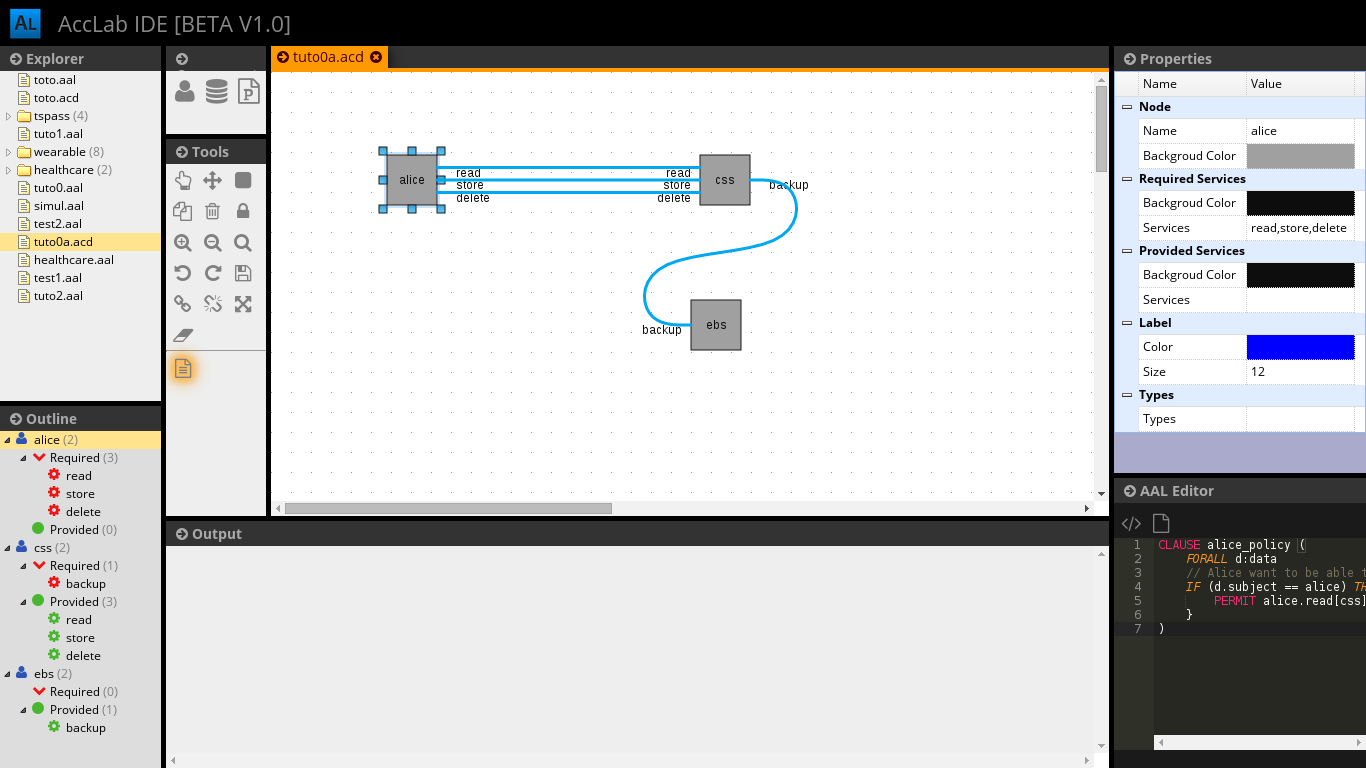 AL AccLab IDE [BETA V1.0]
Explorer
toto.aal
toto.acd
tspass (4)
tuto1.aal
wearable (8)
healthcare (2)
tuto0.aal
simul.aal
test2.aal
tuto0a.acd
healthcare.aal
test1.aal
tuto2.aal
Outline
alice (2)
Required (3)
read
store
delete
Provided (0)
css (2)
Required (1)
backup
Provided (3)
read
store
delete
ebs (2)
Required (0)
Provided (1)
backup
P
Tools
tuto0a.acd
alice
read
store
delete
read
store
delete
css
backup
backup
ebs
Output
Properties
Name Value
Node
Name alice
Backgroud Color
Required Services
Backgroud Color
Services read,store,delete
Provided Services
Backgroud Color
Services
Label
Color
Size 12
Types
Types
AAL Editor
1 CLAUSE alice_policy (
2 FORALL d:data
3 // Alice want to be able t
4 IF (d.subject == alice) TH
5 PERMIT alice.read[css]
6 }
7 )